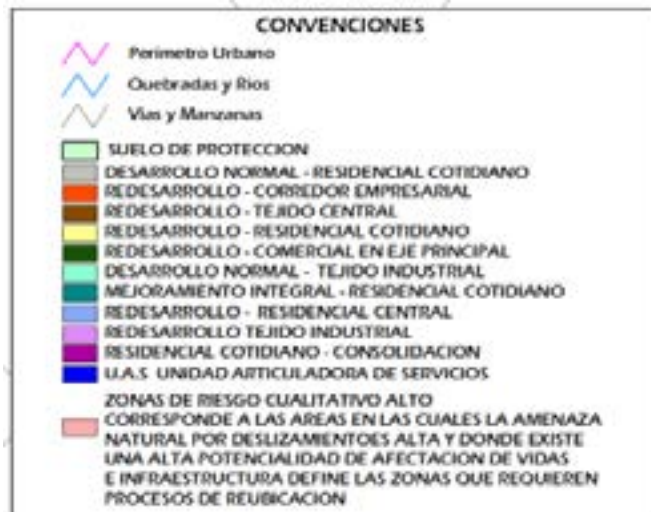 CONVENCIONES
Perimetro Urbano
Quebradas y Rios
Vias y Manzanas
SUELO DE PROTECCION
DESARROLLO NORMAL - RESIDENCIAL COTIDIANO
REDESARROLLO - CORREDOR EMPRESARIAL
REDESARROLLO - TEJIDO CENTRAL
REDESARROLLO - RESIDENCIAL COTIDIANO
REDESARROLLO - COMERCIAL EN EJE PRINCIPAL
DESARROLLO NORMAL - TEJIDO INDUSTRIAL
MEJORAMIENTO INTEGRAL - RESIDENCIAL COTIDIANO
REDESARROLLO - RESIDENCIAL CENTRAL
REDESARROLLO TEJIDO INDUSTRIAL
RESIDENCIAL COTIDIANO - CONSOLIDACION
U.A.S UNIDAD ARTICULADORA DE SERVICIOS
ZONAS DE RIESGO CUALITATIVO ALTO
CORRESPONDE A LAS AREAS EN LAS CUALES LA AMENAZA
NATURAL POR DESLIZAMIENTOES ALTA Y DONDE EXISTE
UNA ALTA POTENCIALIDAD DE AFECTACION DE VIDAS
E INFRAESTRUCTURA DEFINE LAS ZONAS QUE REQUIEREN
PROCESOS DE REUBICACION